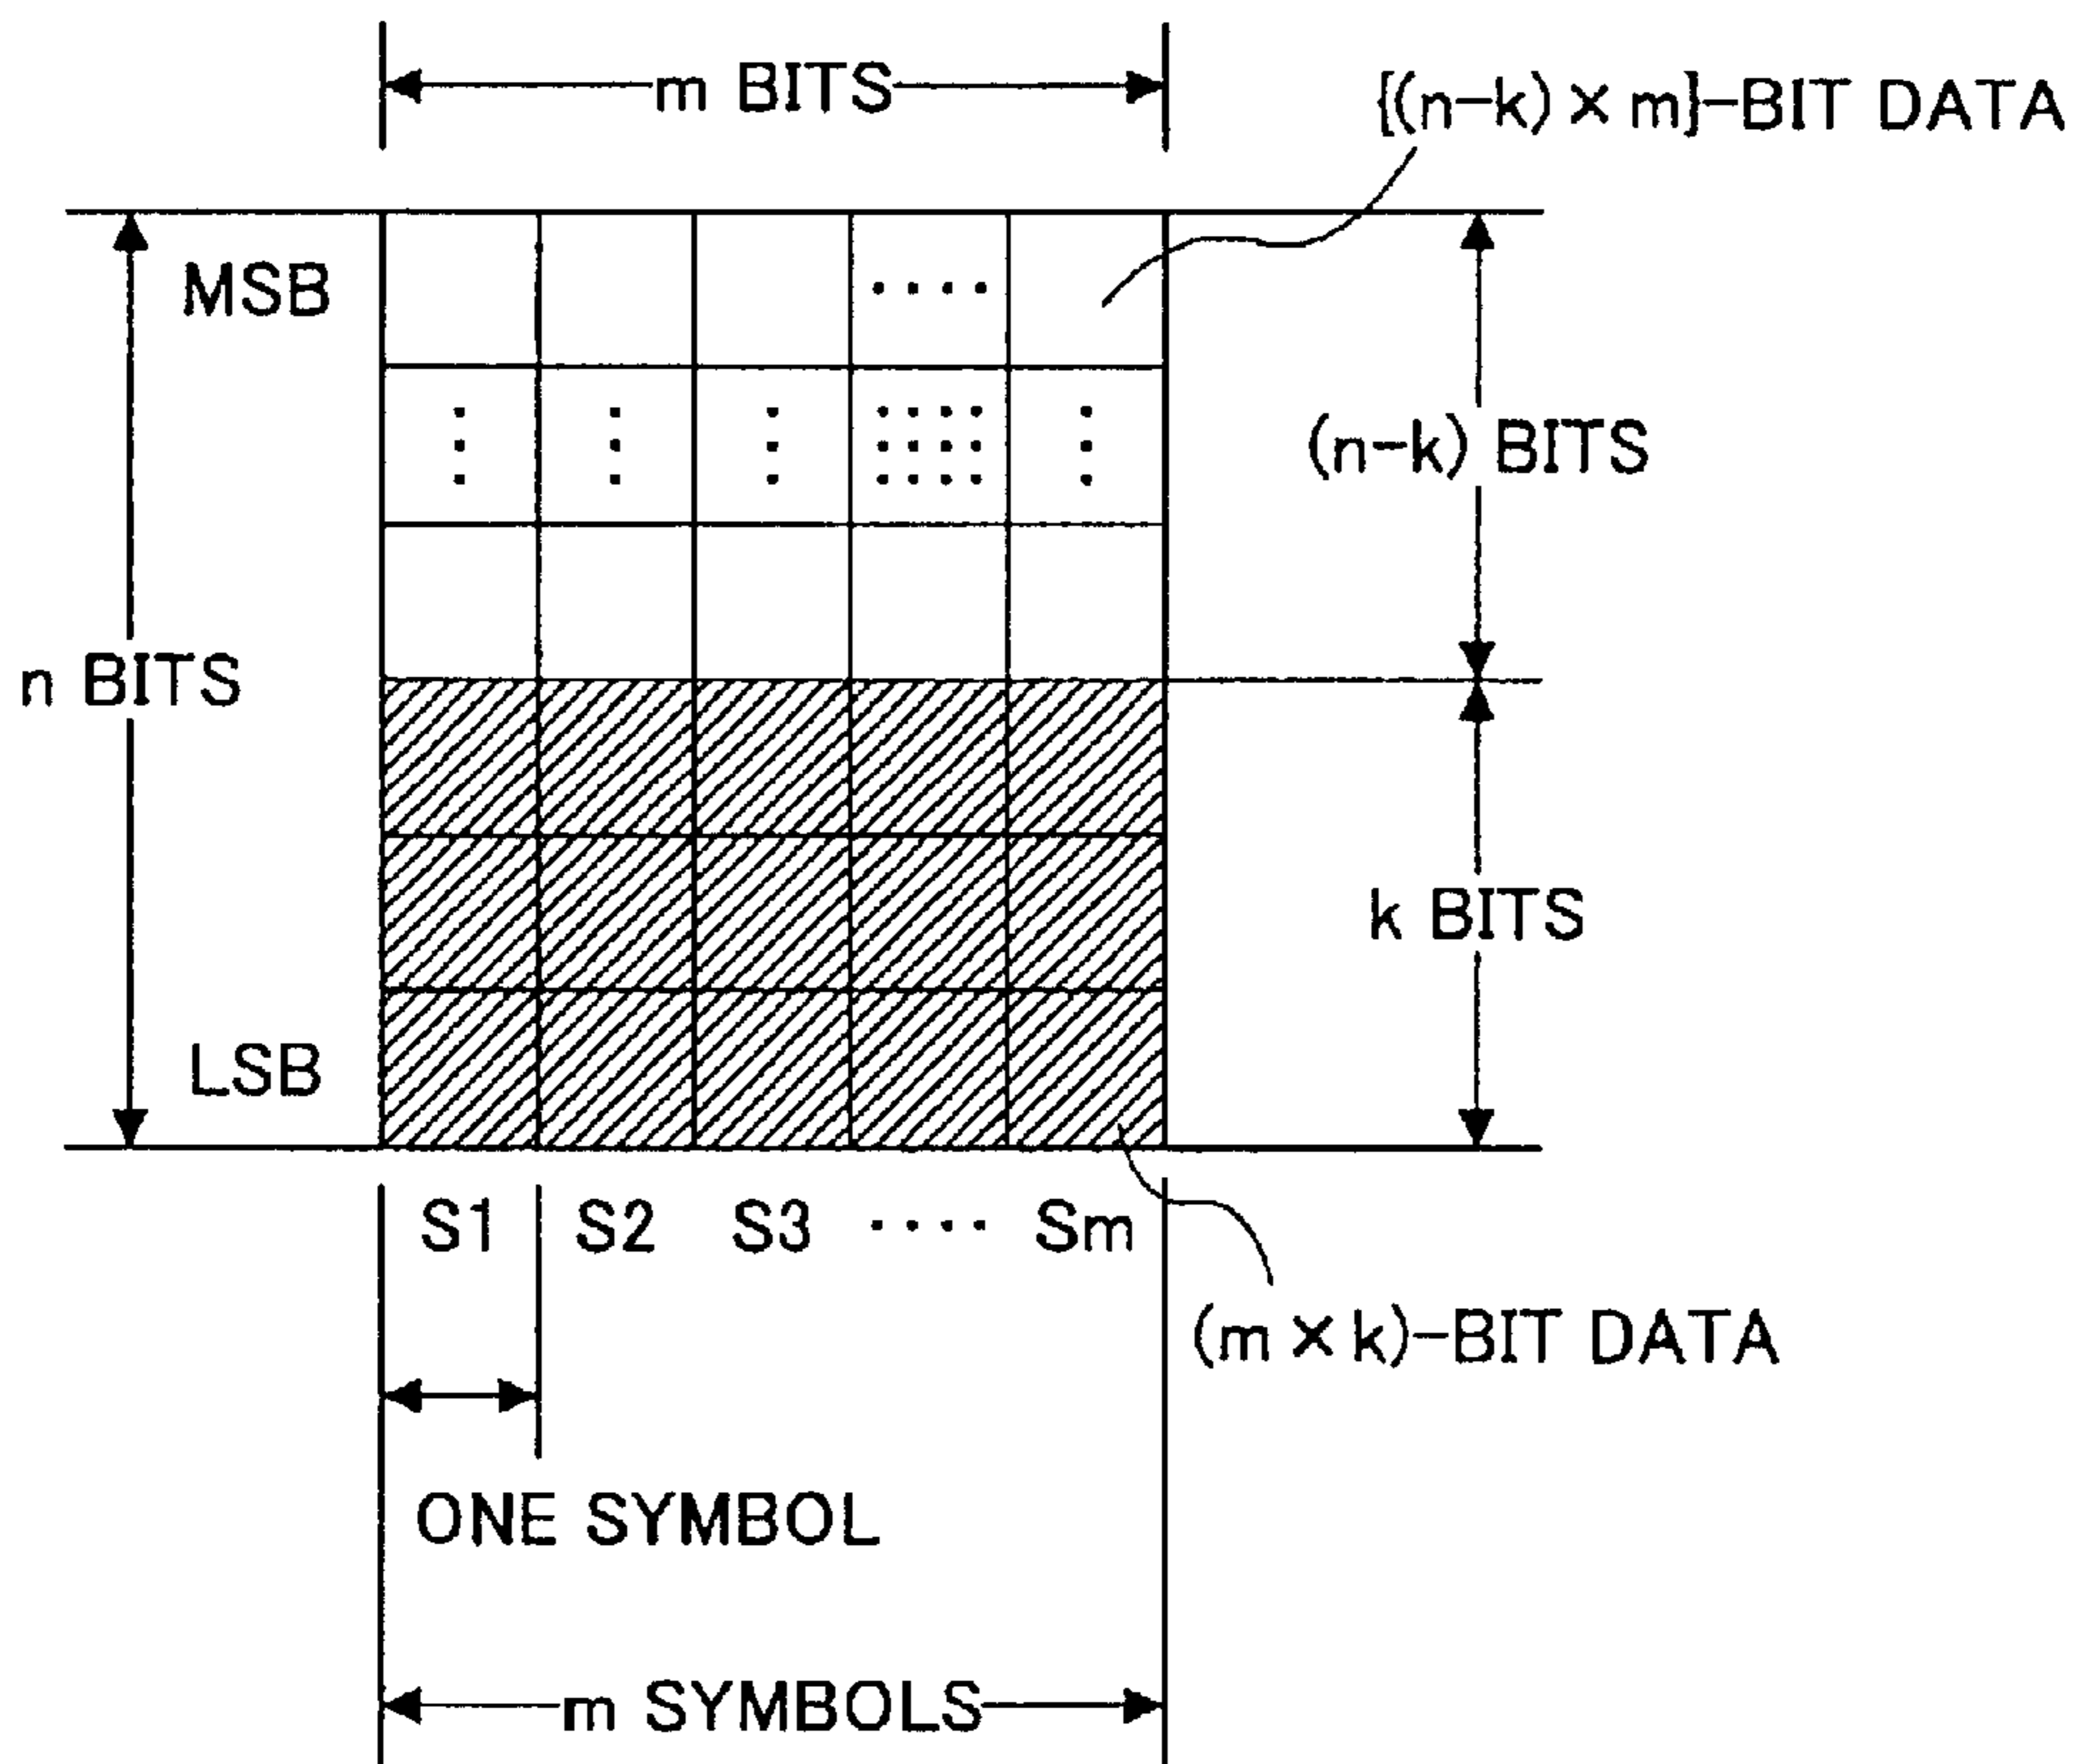 m BITS
{(n-k) × m}-BIT DATA
MSB
(n-k) BITS
n BITS
k BITS
LSB
S1 S2 S3 ···· Sm
(m × k)-BIT DATA
ONE SYMBOL
m SYMBOLS